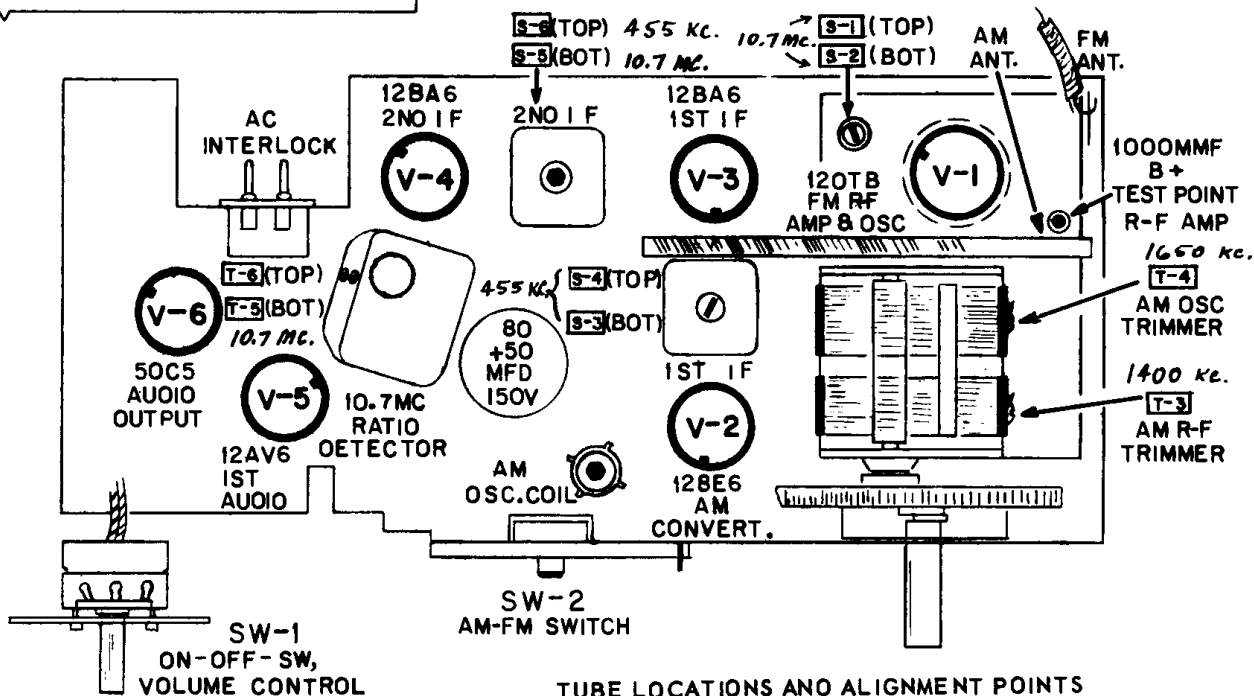 S-6 (TOP) 455 KC.
S-5 (BOT) 10.7 MC.
10.7 MC.
S-1 (TOP)
S-2 (BOT)
AM
ANT.
FM
ANT.
AC
INTERLOCK
12BA6
2ND IF
V-4
2ND IF
12BA6
1ST IF
V-3
120TB
FM RF
AMP & OSC
V-1
1000MMF
B+
TEST POINT
R-F AMP
1650 KC.
T-4
AM OSC
TRIMMER
1400 KC.
T-3
AM R-F
TRIMMER
V-6
50C5
AUDIO
OUTPUT
T-6 (TOP)
T-5 (BOT)
10.7 MC.
V-5
12AV6
1ST
AUDIO
10.7MC
RATIO
DETECTOR
80
+50
MFD
150V
455 KC.
S-4 (TOP)
S-3 (BOT)
1ST IF
V-2
12BE6
AM
CONVERT.
AM
OSC.COIL
SW-1
ON-OFF-SW,
VOLUME CONTROL
SW-2
AM-FM SWITCH
TUBE LOCATIONS AND ALIGNMENT POINTS